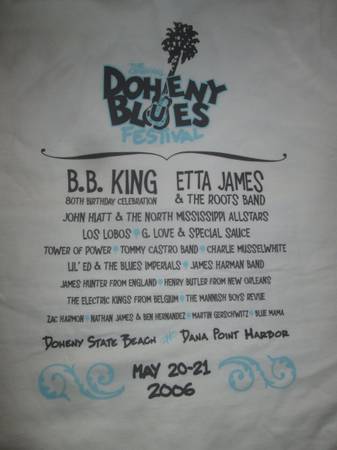 DOHENY
BLUES
FESTIVAL
B.B. KING
80TH BIRTHDAY CELEBRATION
ETTA JAMES
& THE ROOTS BAND
JOHN HIATT & THE NORTH MISSISSIPPI ALLSTARS
LOS LOBOS G. LOVE & SPECIAL SAUCE
TOWER OF POWER TOMMY CASTRO BAND CHARLIE MUSSELWHITE
LIL' ED & THE BLUES IMPERIALS JAMES HARMAN BAND
JAMES HUNTER FROM ENGLAND HENRY BUTLER FROM NEW ORLEANS
THE ELECTRIC KINGS FROM BELGIUM THE MANNISH BOYS REVUE
ZAC HARMON NATHAN JAMES & BEN HERNANDEZ MARTIN GERSCHWITZ BLUE MAMA
DOHENY STATE BEACH IN DANA POINT HARBOR
MAY 20-21
2006